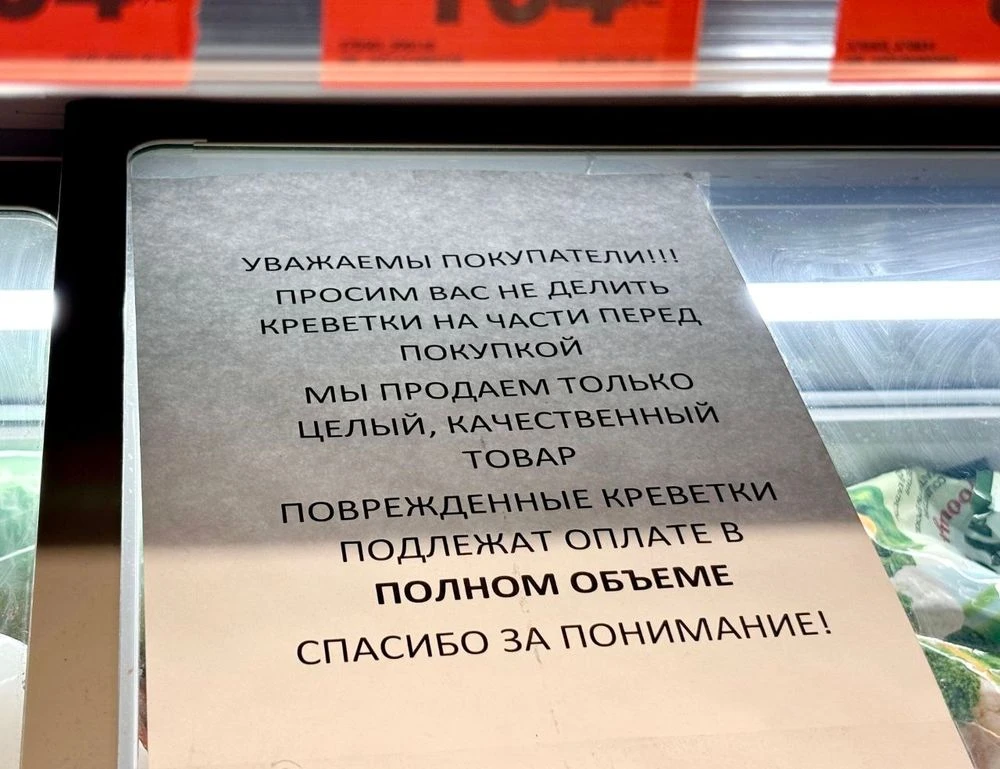 УВАЖАЕМЫ ПОКУПАТЕЛИ!!!
ПРОСИМ ВАС НЕ ДЕЛИТЬ
КРЕВЕТКИ НА ЧАСТИ ПЕРЕД
ПОКУПКОЙ
МЫ ПРОДАЕМ ТОЛЬКО
ЦЕЛЫЙ, КАЧЕСТВЕННЫЙ
ТОВАР
ПОВРЕЖДЕННЫЕ КРЕВЕТКИ
ПОДЛЕЖАТ ОПЛАТЕ В
ПОЛНОМ ОБЪЕМЕ
СПАСИБО ЗА ПОНИМАНИЕ!